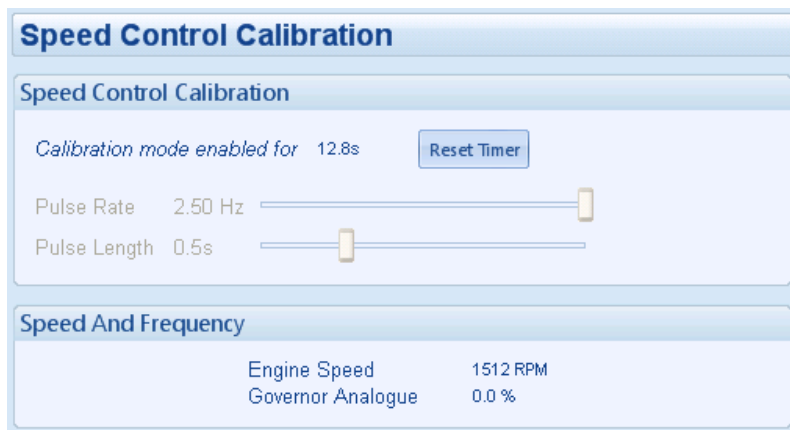 Speed Control Calibration
Speed Control Calibration
Calibration mode enabled for 12.8s Reset Timer
Pulse Rate 2.50 Hz
Pulse Length 0.5s
Speed And Frequency
Engine Speed 1512 RPM
Governor Analogue 0.0 %